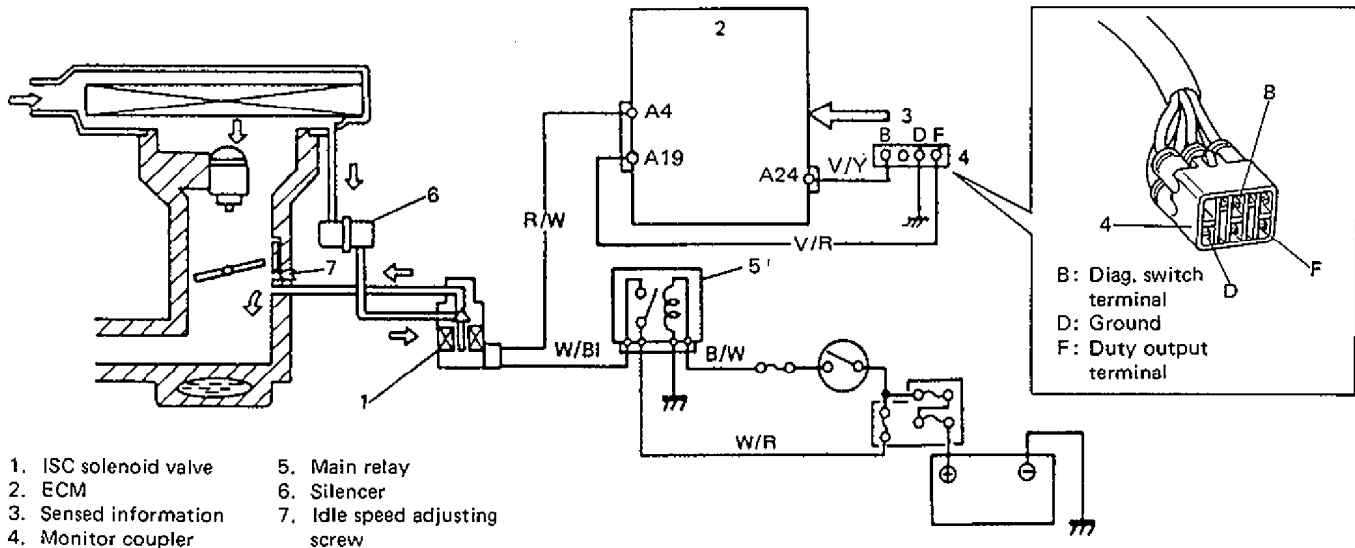 2
A4
A19
A24
3
B D F
4
V/Y
V/R
R/W
6
7
5
W/Bl
B/W
W/R
1
B
4
F
D
B: Diag. switch
terminal
D: Ground
F: Duty output
terminal
1. ISC solenoid valve
2. ECM
3. Sensed information
4. Monitor coupler
5. Main relay
6. Silencer
7. Idle speed adjusting
screw